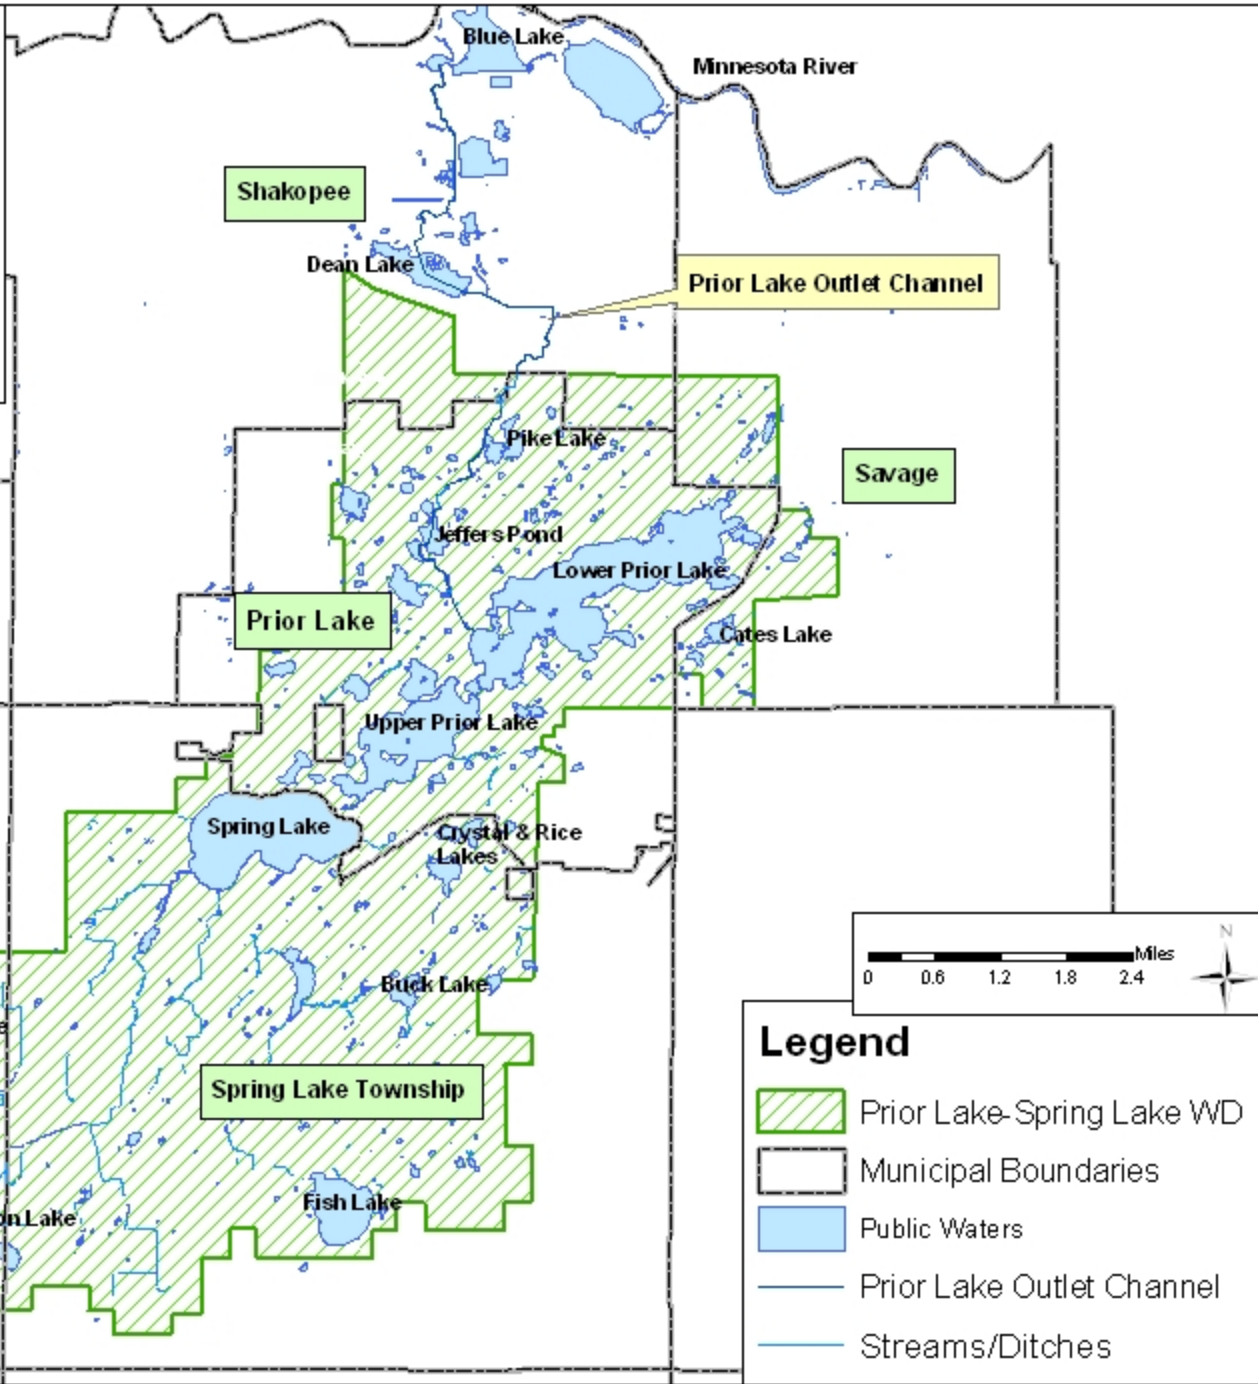 Blue Lake
Minnesota River
Shakopee
Dean Lake
Prior Lake Outlet Channel
Pike Lake
Savage
Jeffers Pond
Lower Prior Lake
Prior Lake
Cates Lake
Upper Prior Lake
Spring Lake
Crystal & Rice
Lakes
Buck Lake
Spring Lake Township
Fish Lake
on Lake
N
Miles
0 0.6 1.2 1.8 2.4
Legend
Prior Lake-Spring Lake WD
Municipal Boundaries
Public Waters
Prior Lake Outlet Channel
Streams/Ditches